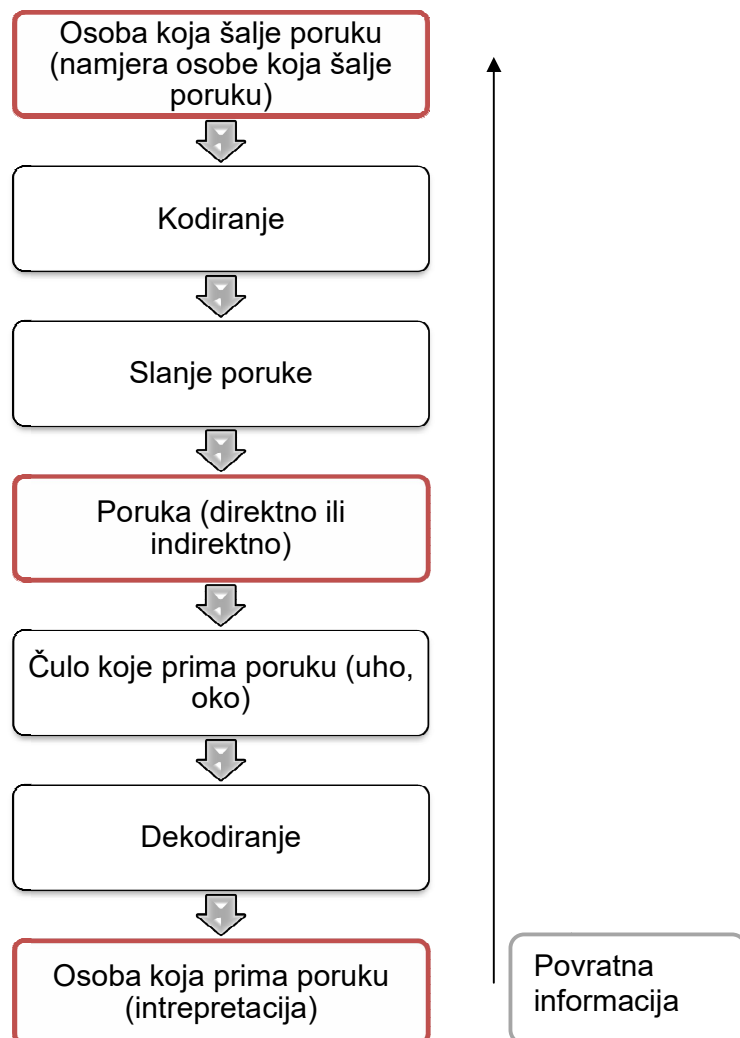 Osoba koja šalje poruku
(namjera osobe koja šalje
poruku)
Kodiranje
Slanje poruke
Poruka (direktno ili
indirektno)
Čulo koje prima poruku (uho,
oko)
Dekodiranje
Osoba koja prima poruku
(intrepretacija)
Povratna
informacija